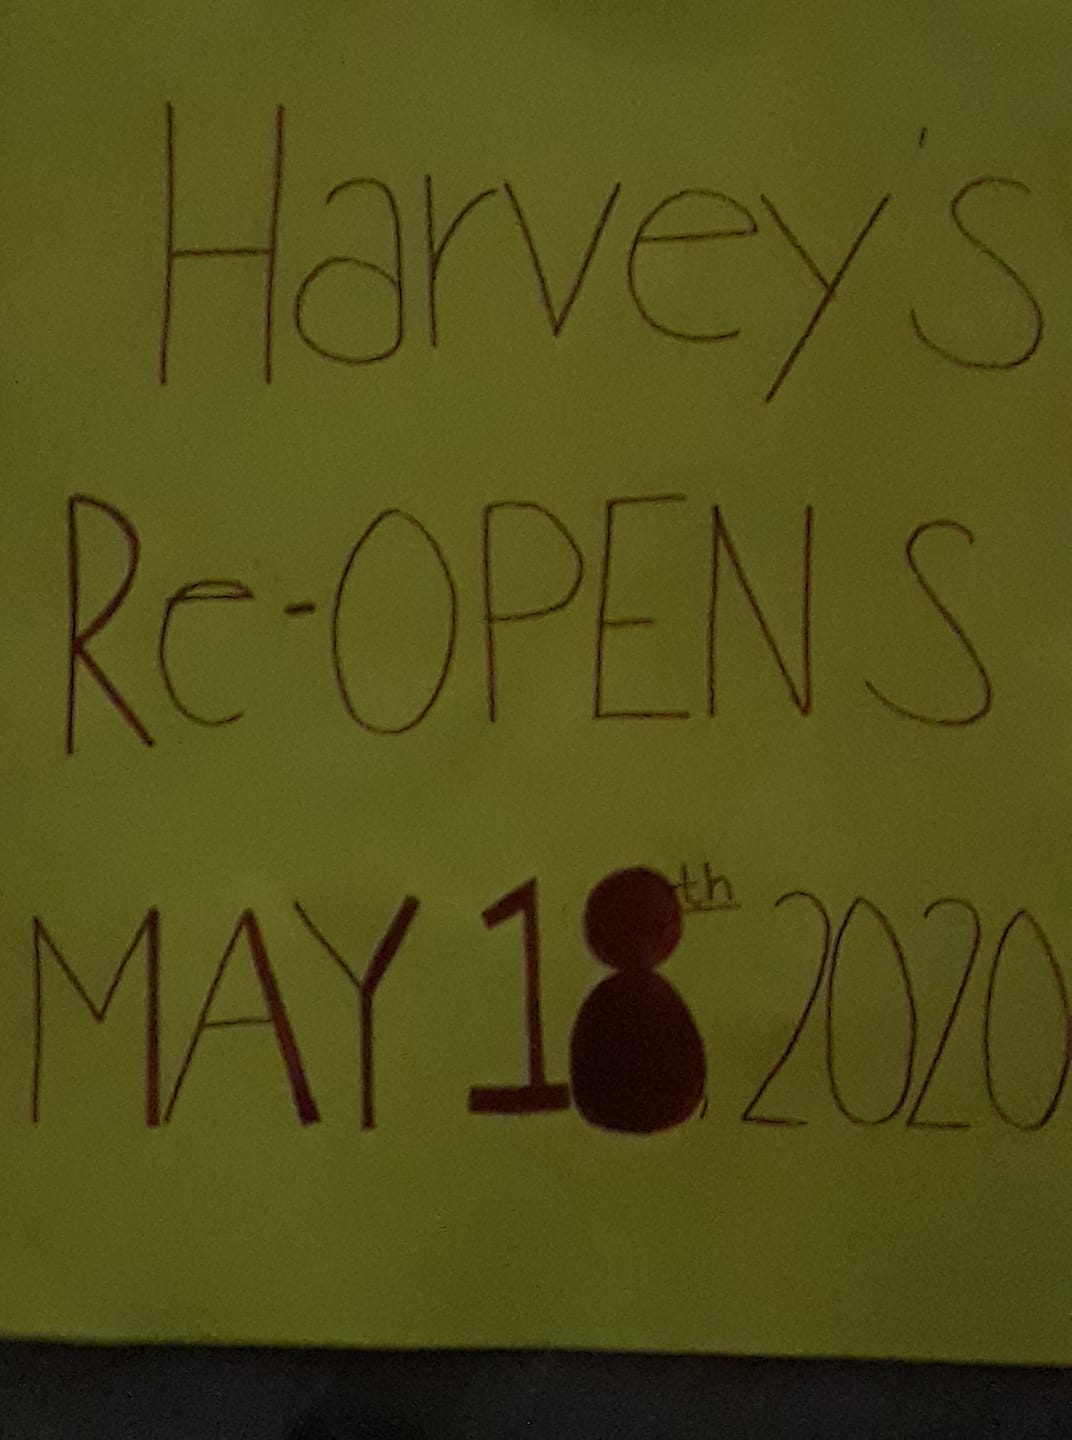 Harvey's
Re-OPENS
MAY 18th, 2020